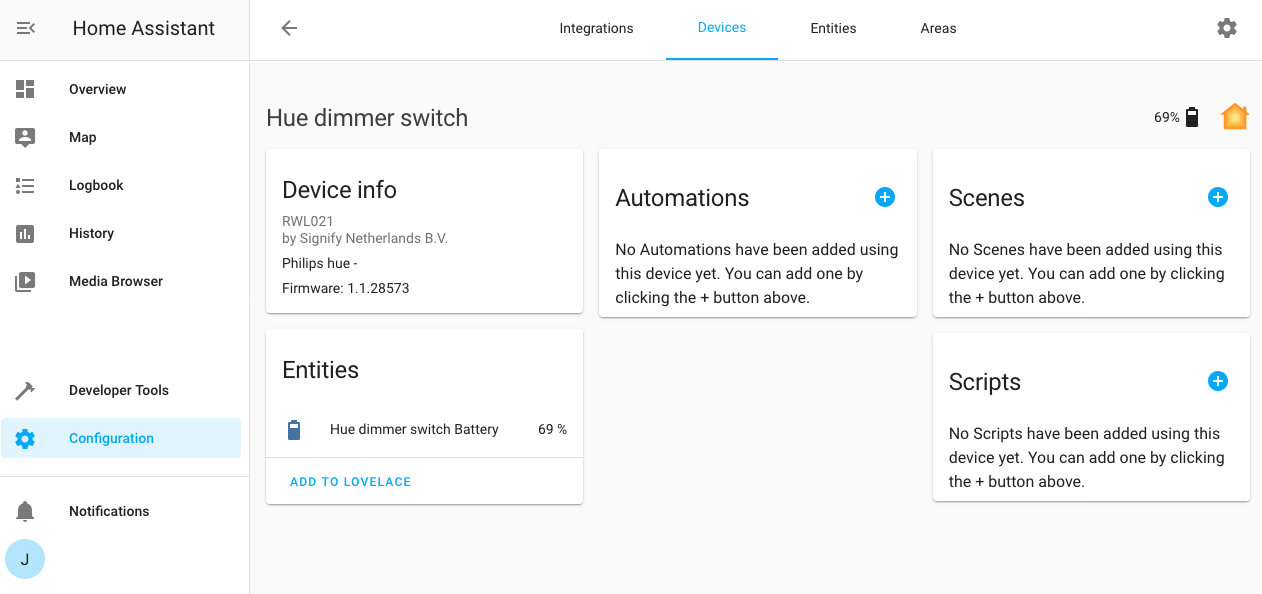 Home Assistant
Integrations
Devices
Entities
Areas
Overview
Map
Logbook
History
Media Browser
Developer Tools
Configuration
Notifications
J
Hue dimmer switch
69%
Device info
RWL021
by Signify Netherlands B.V.
Philips hue -
Firmware: 1.1.28573
Entities
Hue dimmer switch Battery
69 %
ADD TO LOVELACE
Automations
No Automations have been added using
this device yet. You can add one by
clicking the + button above.
Scenes
No Scenes have been added using this
device yet. You can add one by clicking
the + button above.
Scripts
No Scripts have been added using this
device yet. You can add one by clicking
the + button above.